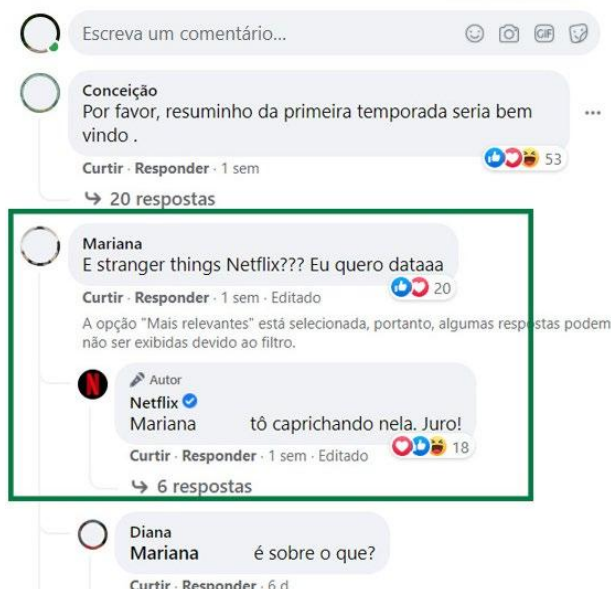 Escreva um comentário...
GIF
Conceição
Por favor, resuminho da primeira temporada seria bem
vindo .
Curtir · Responder · 1 sem
53
20 respostas
Mariana
E stranger things Netflix??? Eu quero dataaa
20
Curtir · Responder · 1 sem · Editado
A opção "Mais relevantes" está selecionada, portanto, algumas respostas podem
não ser exibidas devido ao filtro.
N
Autor
Netflix
Mariana tô caprichando nela. Juro!
Curtir · Responder · 1 sem · Editado
18
6 respostas
Diana
Mariana é sobre o que?
Curtir · Responder · 6 d